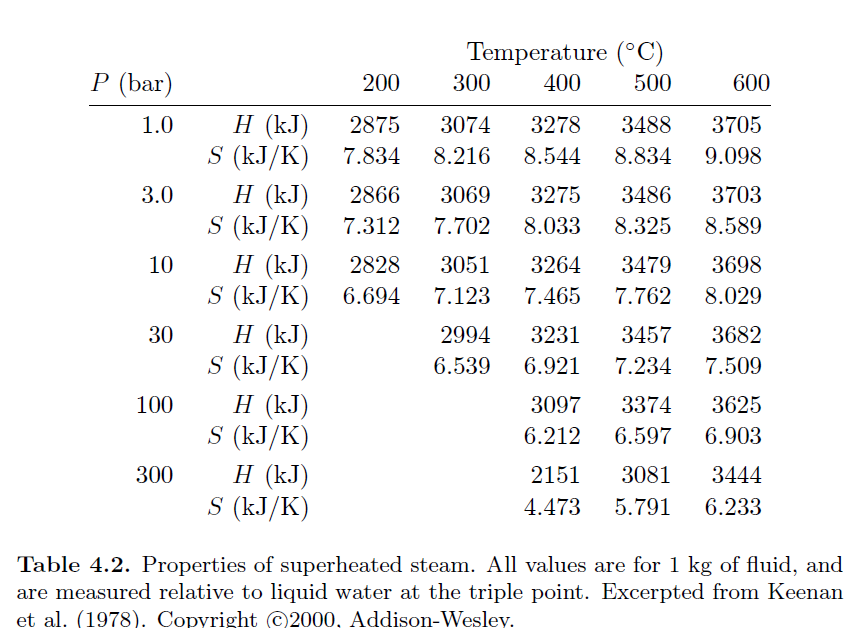 Temperature (°C)
P (bar) 200 300 400 500 600
1.0 H (kJ) 2875 3074 3278 3488 3705
S (kJ/K) 7.834 8.216 8.544 8.834 9.098
3.0 H (kJ) 2866 3069 3275 3486 3703
S (kJ/K) 7.312 7.702 8.033 8.325 8.589
10 H (kJ) 2828 3051 3264 3479 3698
S (kJ/K) 6.694 7.123 7.465 7.762 8.029
30 H (kJ) 2994 3231 3457 3682
S (kJ/K) 6.539 6.921 7.234 7.509
100 H (kJ) 3097 3374 3625
S (kJ/K) 6.212 6.597 6.903
300 H (kJ) 2151 3081 3444
S (kJ/K) 4.473 5.791 6.233
Table 4.2. Properties of superheated steam. All values are for 1 kg of fluid, and
are measured relative to liquid water at the triple point. Excerpted from Keenan
et al. (1978). Copyright ©2000, Addison-Wesley.